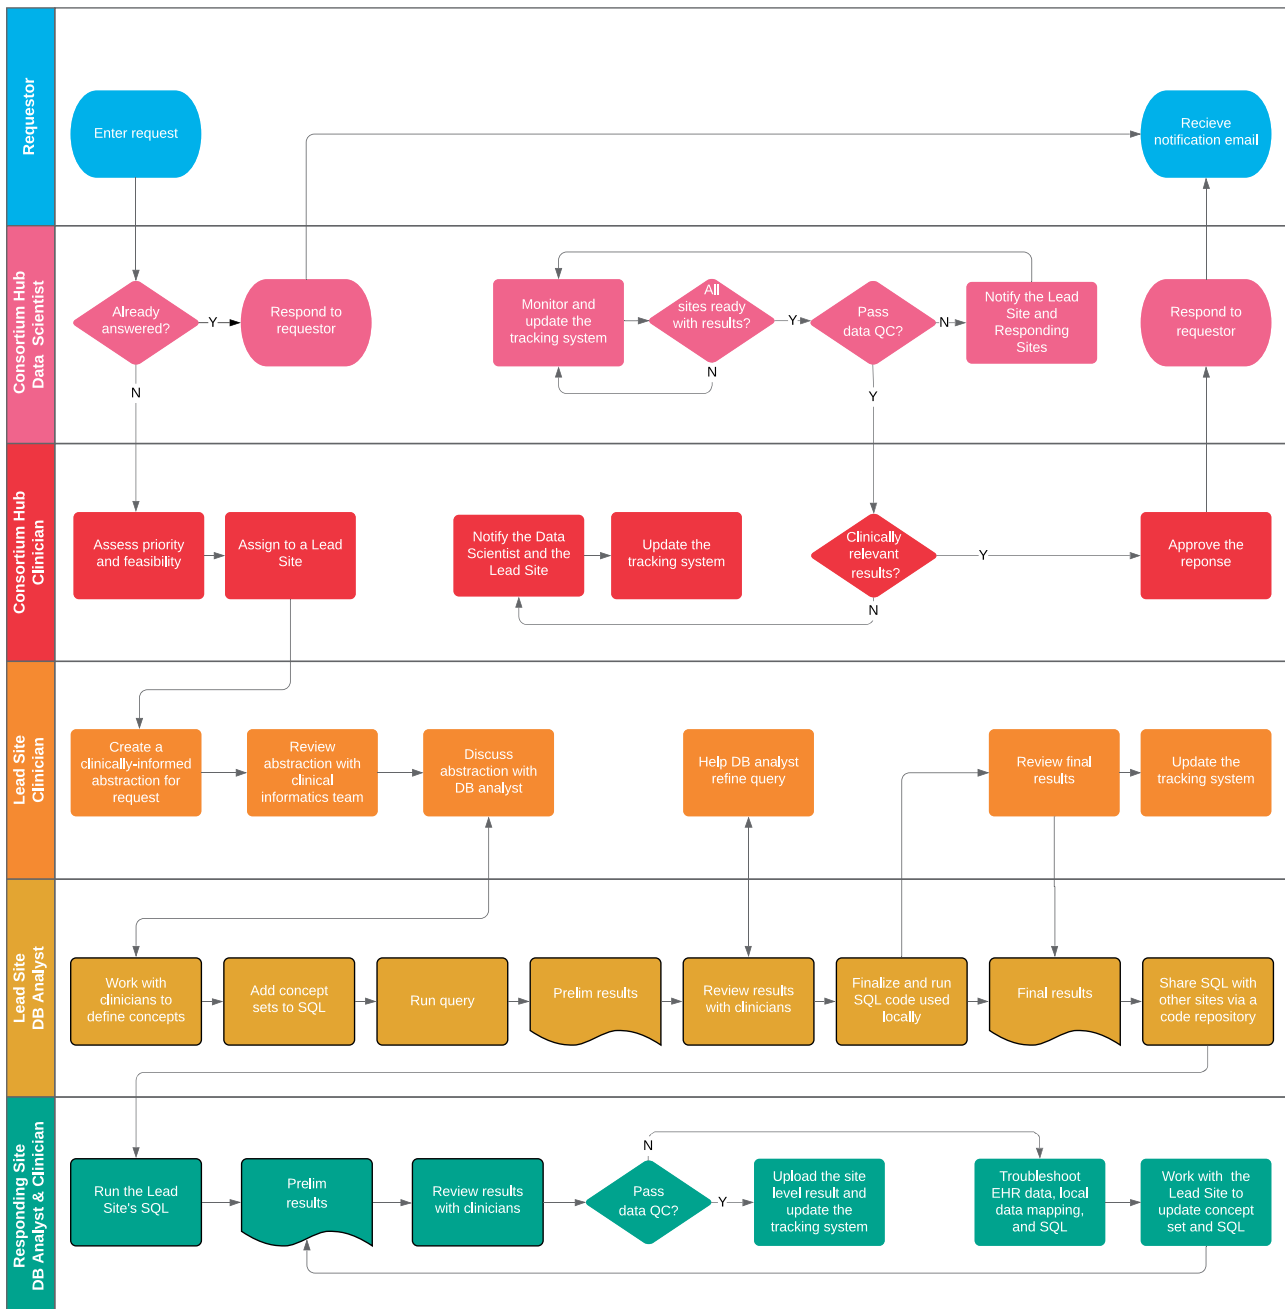 Requestor
Enter request
Recieve
notification email
Consortium Hub
Data Scientist
Already
answered?
Y
N
Respond to
requestor
Monitor and
update the
tracking system
All
sites ready
with results?
Y
N
Pass
data QC?
N
Y
Notify the Lead
Site and
Responding
Sites
Respond to
requestor
Consortium Hub
Clinician
Assess priority
and feasibility
Assign to a Lead
Site
Notify the Data
Scientist and the
Lead Site
Update the
tracking system
Clinically
relevant
results?
Y
N
Approve the
reponse
Lead Site
Clinician
Create a
clinically-informed
abstraction for
request
Review
abstraction with
clinical
informatics team
Discuss
abstraction with
DB analyst
Help DB analyst
refine query
Review final
results
Update the
tracking system
Lead Site
DB Analyst
Work with
clinicians to
define concepts
Add concept
sets to SQL
Run query
Prelim results
Review results
with clinicians
Finalize and run
SQL code used
locally
Final results
Share SQL with
other sites via a
code repository
Responding Site
DB Analyst & Clinician
Run the Lead
Site's SQL
Prelim
results
Review results
with clinicians
Pass
data QC?
N
Y
Upload the site
level result and
update the
tracking system
Troubleshoot
EHR data, local
data mapping,
and SQL
Work with the
Lead Site to
update concept
set and SQL